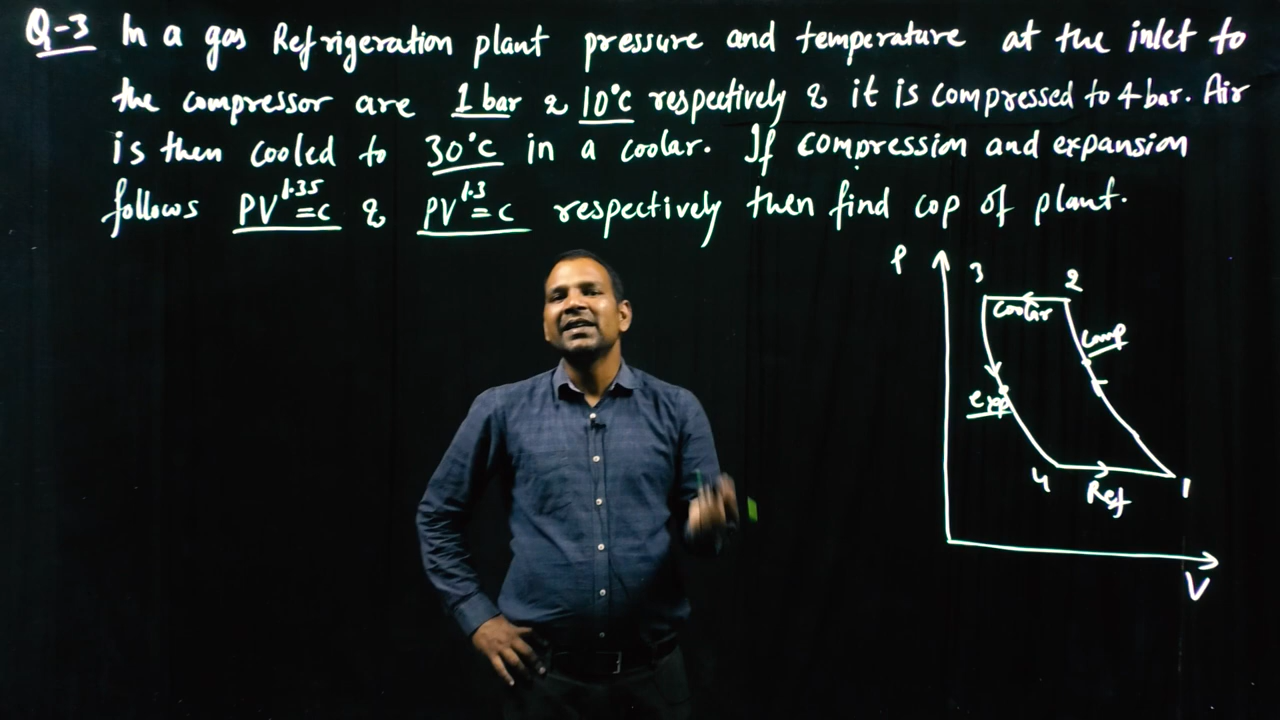 Q-3 In a gas Refrigeration plant pressure and temperature at the inlet to
the compressor are 1 bar & 10°C respectively & it is compressed to 4 bar. Air
is then cooled to 30°C in a coolar. If compression and expansion
follows PV^1.35=c & PV^1.3=c respectively then find cop of plant.
P
3 2
coolar
comp
exp
4 Ref 1
V